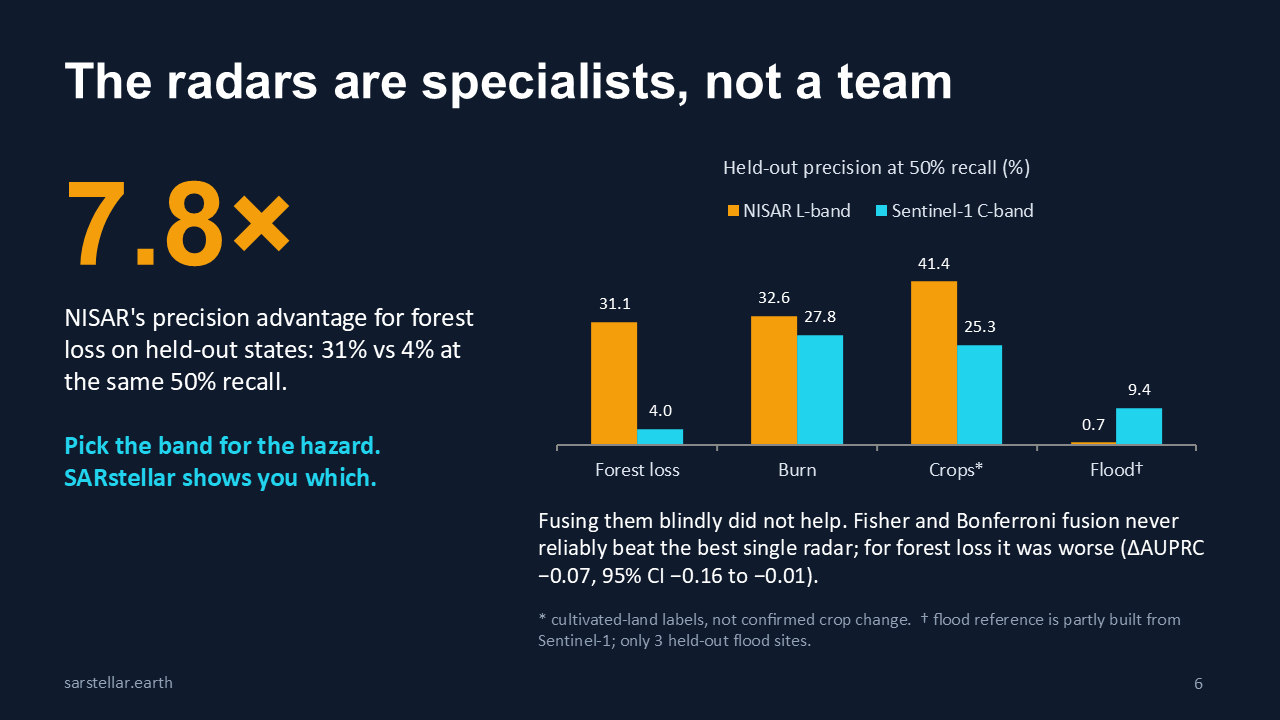 The radars are specialists, not a team
7.8×
NISAR's precision advantage for forest
loss on held-out states: 31% vs 4% at
the same 50% recall.
Pick the band for the hazard.
SARstellar shows you which.
Held-out precision at 50% recall (%)
NISAR L-band
Sentinel-1 C-band
31.1
4.0
32.6
27.8
41.4
25.3
0.7
9.4
Forest loss
Burn
Crops*
Flood†
Fusing them blindly did not help. Fisher and Bonferroni fusion never
reliably beat the best single radar; for forest loss it was worse (ΔAUPRC
−0.07, 95% CI −0.16 to −0.01).
* cultivated-land labels, not confirmed crop change.  † flood reference is partly built from
Sentinel-1; only 3 held-out flood sites.
sarstellar.earth
6